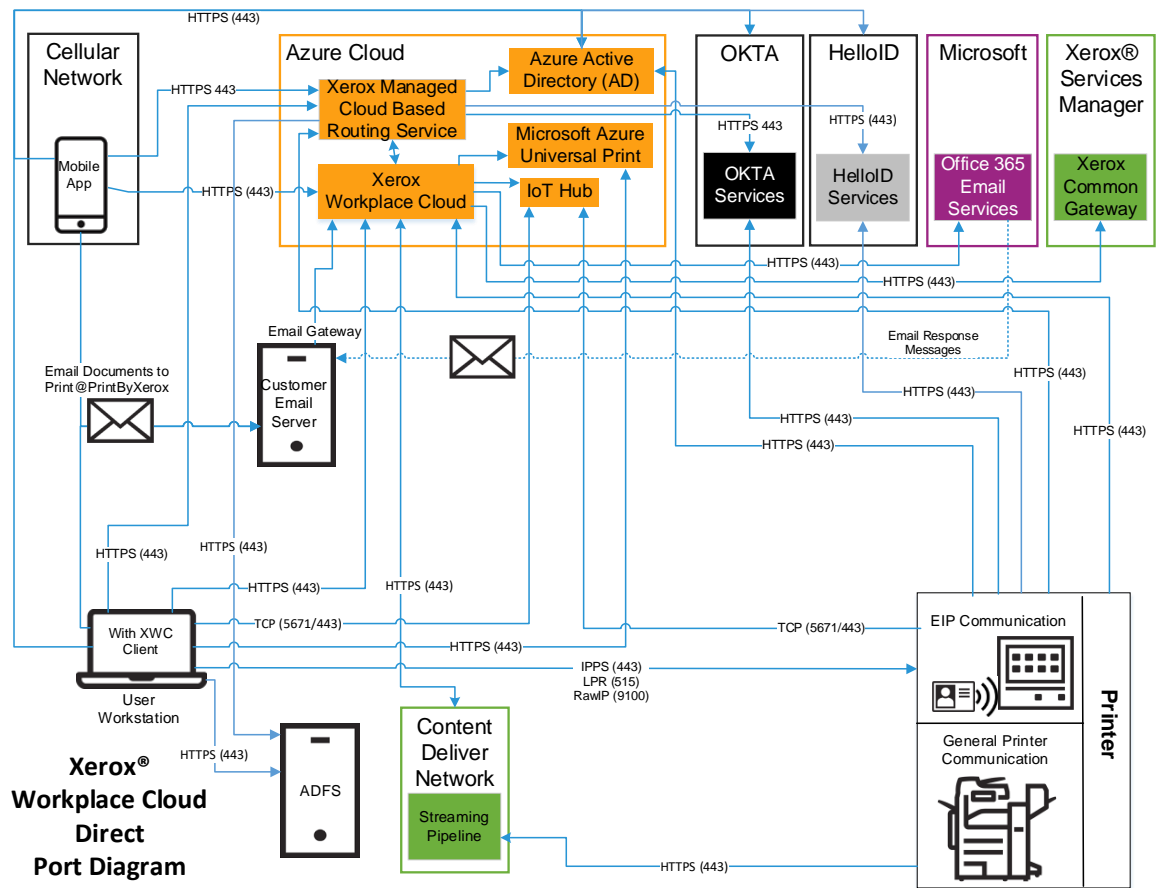 HTTPS (443)
Cellular
Network
Mobile
App
HTTPS 443
HTTPS (443)
Azure Cloud
Azure Active
Directory (AD)
Xerox Managed
Cloud Based
Routing Service
Microsoft Azure
Universal Print
Xerox
Workplace Cloud
IoT Hub
OKTA
HTTPS 443
OKTA
Services
HelloID
HTTPS (443)
HelloID
Services
Microsoft
Office 365
Email
Services
Xerox®
Services
Manager
Xerox
Common
Gateway
HTTPS (443)
HTTPS (443)
Email Gateway
Email Response
Messages
Email Documents to
Print@PrintByXerox
Customer
Email
Server
HTTPS (443)
HTTPS (443)
HTTPS (443)
HTTPS (443)
HTTPS (443)
HTTPS (443)
HTTPS (443)
HTTPS (443)
HTTPS (443)
HTTPS (443)
With XWC
Client
TCP (5671/443)
TCP (5671/443)
HTTPS (443)
IPPS (443)
LPR (515)
RawIP (9100)
User
Workstation
HTTPS (443)
EIP Communication
Printer
General Printer
Communication
ADFS
Content
Deliver
Network
Streaming
Pipeline
HTTPS (443)
Xerox®
Workplace Cloud
Direct
Port Diagram